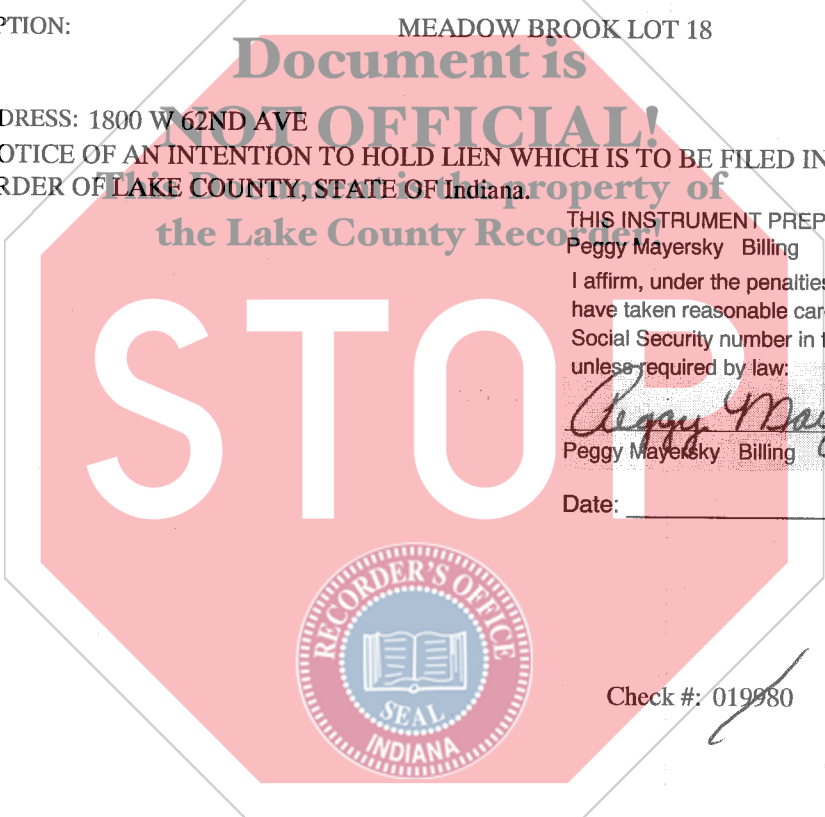 PTION: MEADOW BROOK LOT 18
Document is
NOT OFFICIAL!
DRESS: 1800 W 62ND AVE
OTICE OF AN INTENTION TO HOLD LIEN WHICH IS TO BE FILED IN
RDER OF LAKE COUNTY, STATE OF Indiana.
This Document is the property of
the Lake County Recorder!
THIS INSTRUMENT PREP
Peggy Mayersky Billing
I affirm, under the penalties
have taken reasonable car
Social Security number in t
unless required by law:
Peggy May
Peggy Mayersky Billing
Date:
STOP
RECORDER'S OFFICE
SEAL
INDIANA
Check #: 019980